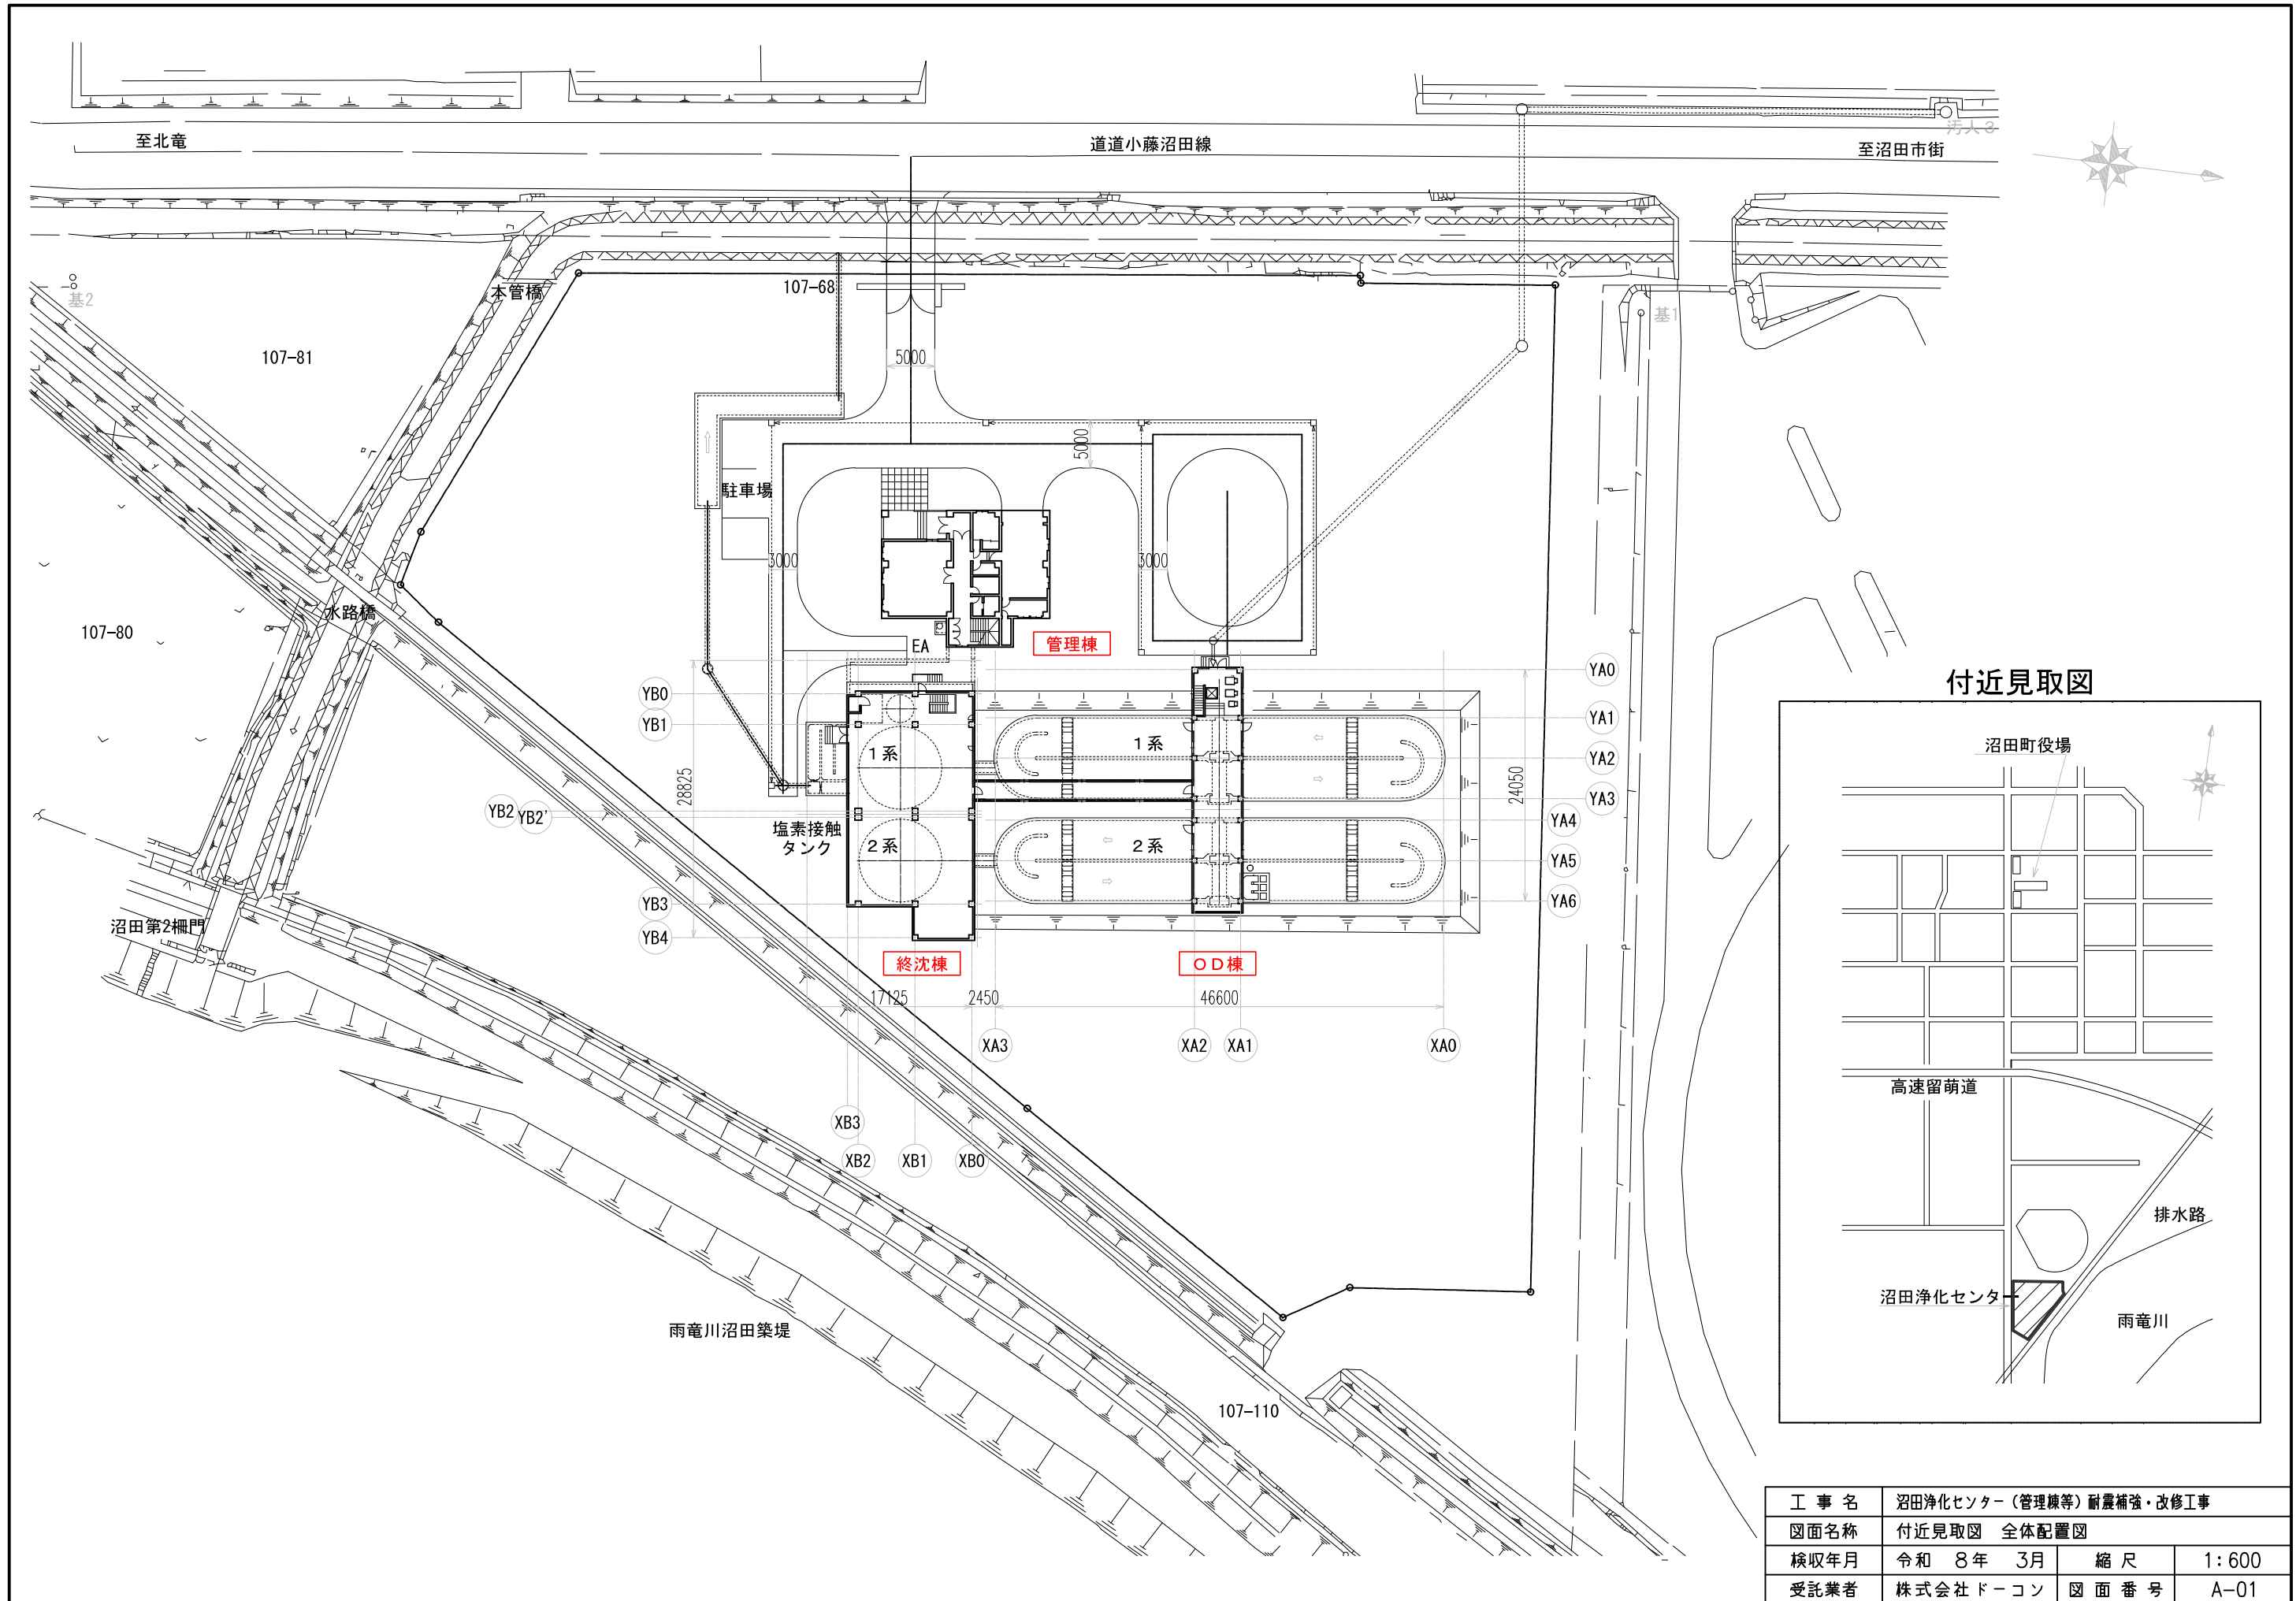 至北竜
道道小藤沼田線
至沼田市街
汚人3
基2
本管橋
107-68
基1
107-81
5000
5000
駐車場
3000
3000
水路橋
107-80
EA
管理棟
YA0
YB0
YB1
YA1
1系
1系
YA2
28825
24050
YA3
YB2
YB2'
塩素接触
タンク
YA4
2系
2系
YA5
YB3
YA6
沼田第2樋門
YB4
終沈棟
OD棟
17125
2450
46600
XA3
XA2
XA1
XA0
XB3
XB2
XB1
XB0
雨竜川沼田築堤
107-110
付近見取図
沼田町役場
高速留萌道
排水路
沼田浄化センター
雨竜川
工事名 沼田浄化センター（管理棟等）耐震補強・改修工事
図面名称 付近見取図 全体配置図
検収年月 令和 8年 3月 縮尺 1:600
受託業者 株式会社ドーコン 図面番号 A-01